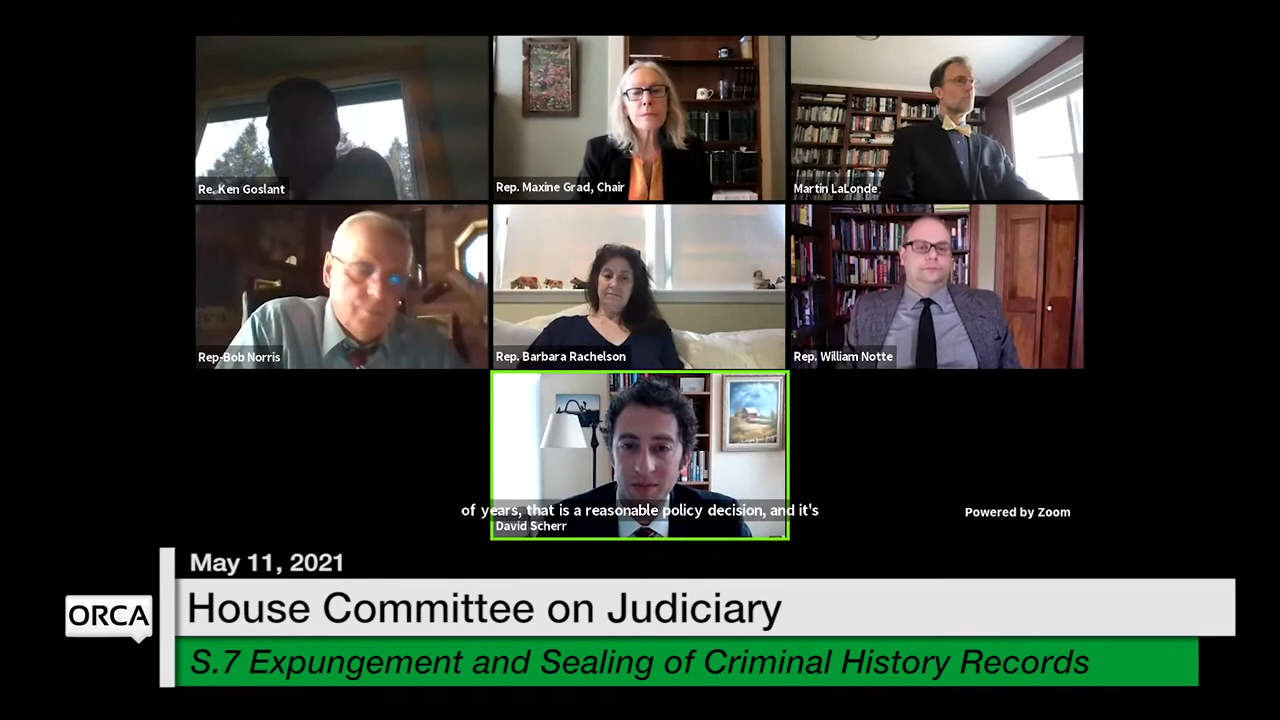 Re. Ken Goslant
Rep. Maxine Grad, Chair
Martin LaLonde
Rep-Bob Norris
Rep. Barbara Rachelson
Rep. William Notte
of years, that is a reasonable policy decision, and it's
David Scherr
Powered by Zoom
May 11, 2021
ORCA
House Committee on Judiciary
S.7 Expungement and Sealing of Criminal History Records